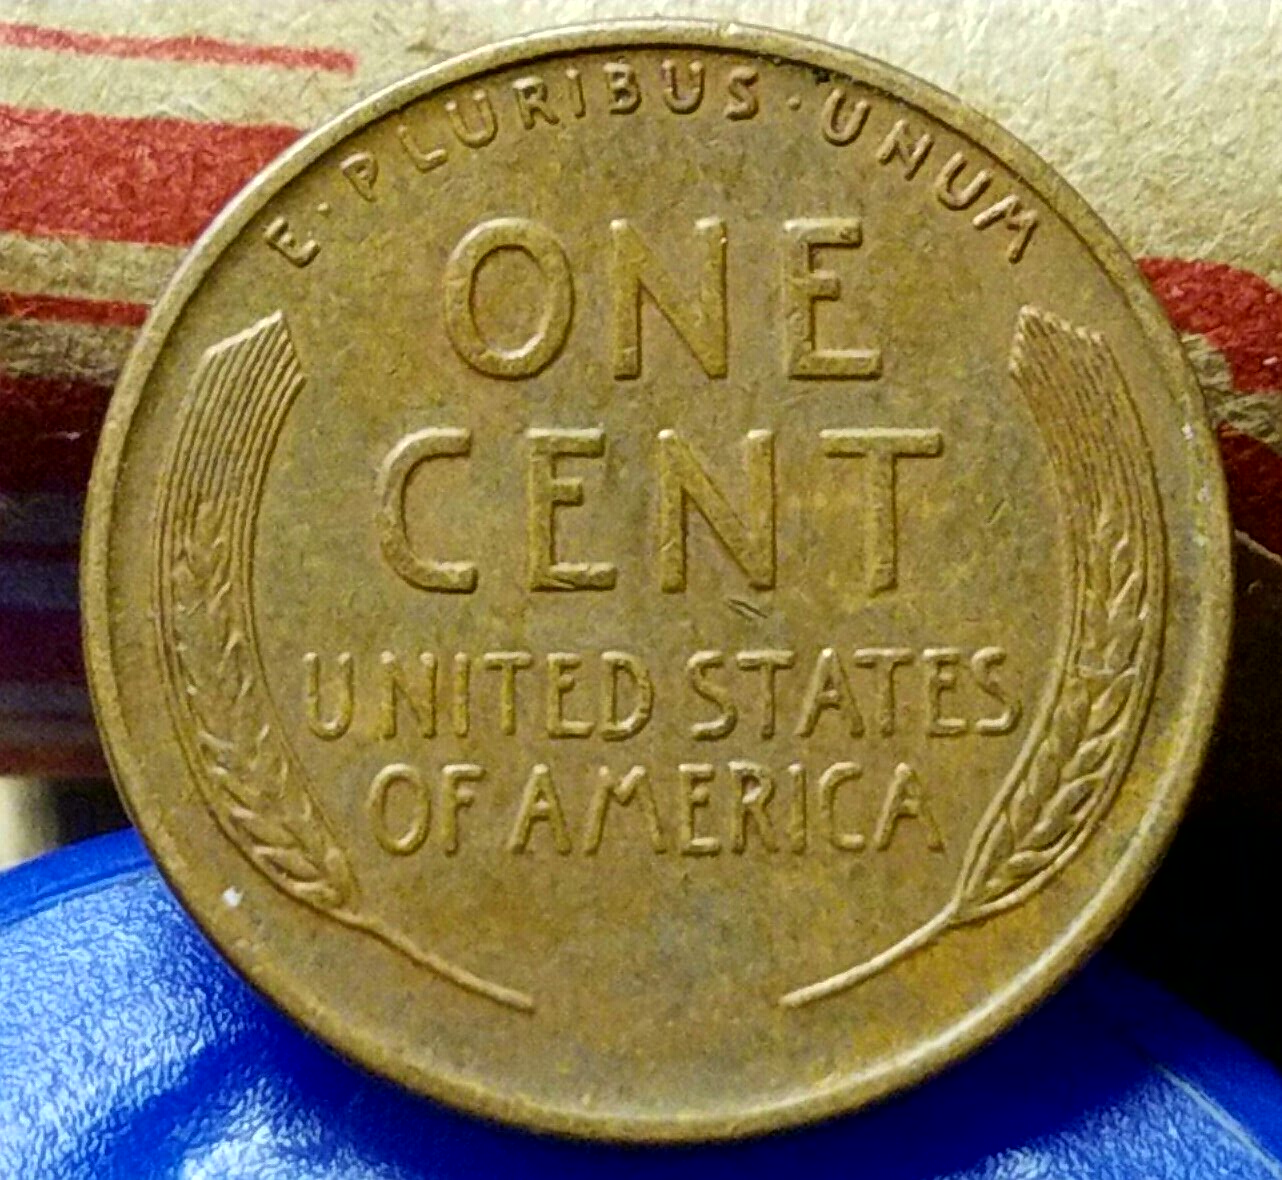 E·PLURIBUS·UNUM
ONE
CENT
UNITED STATES
OF AMERICA